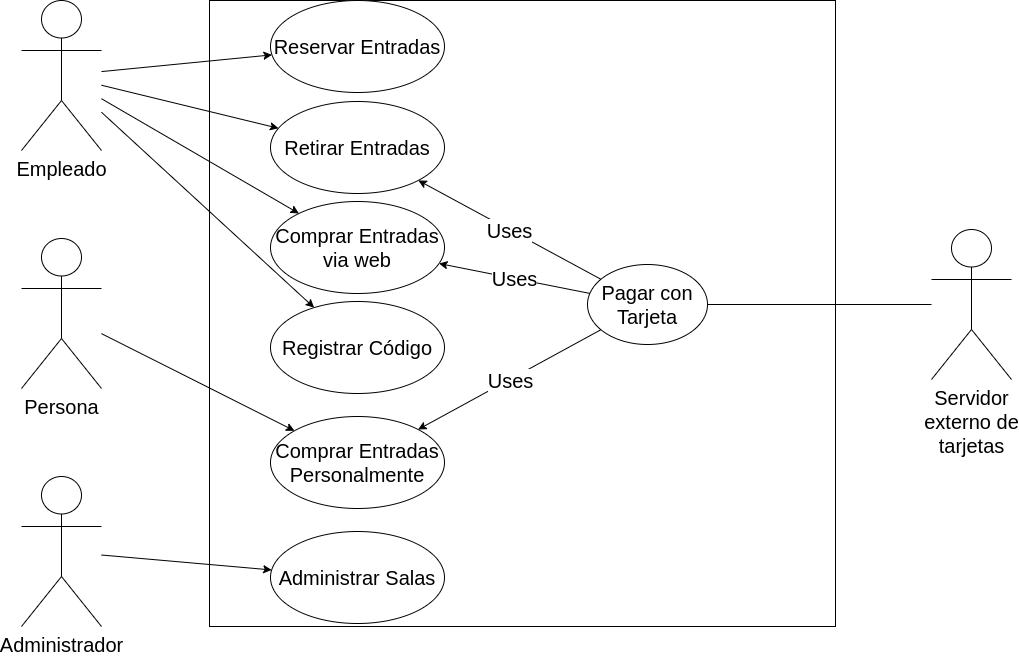 Reservar Entradas
Retirar Entradas
Empleado
Uses
Comprar Entradas
via web
Uses
Pagar con
Tarjeta
Registrar Código
Uses
Persona
Servidor
externo de
tarjetas
Comprar Entradas
Personalmente
Administrar Salas
Administrador